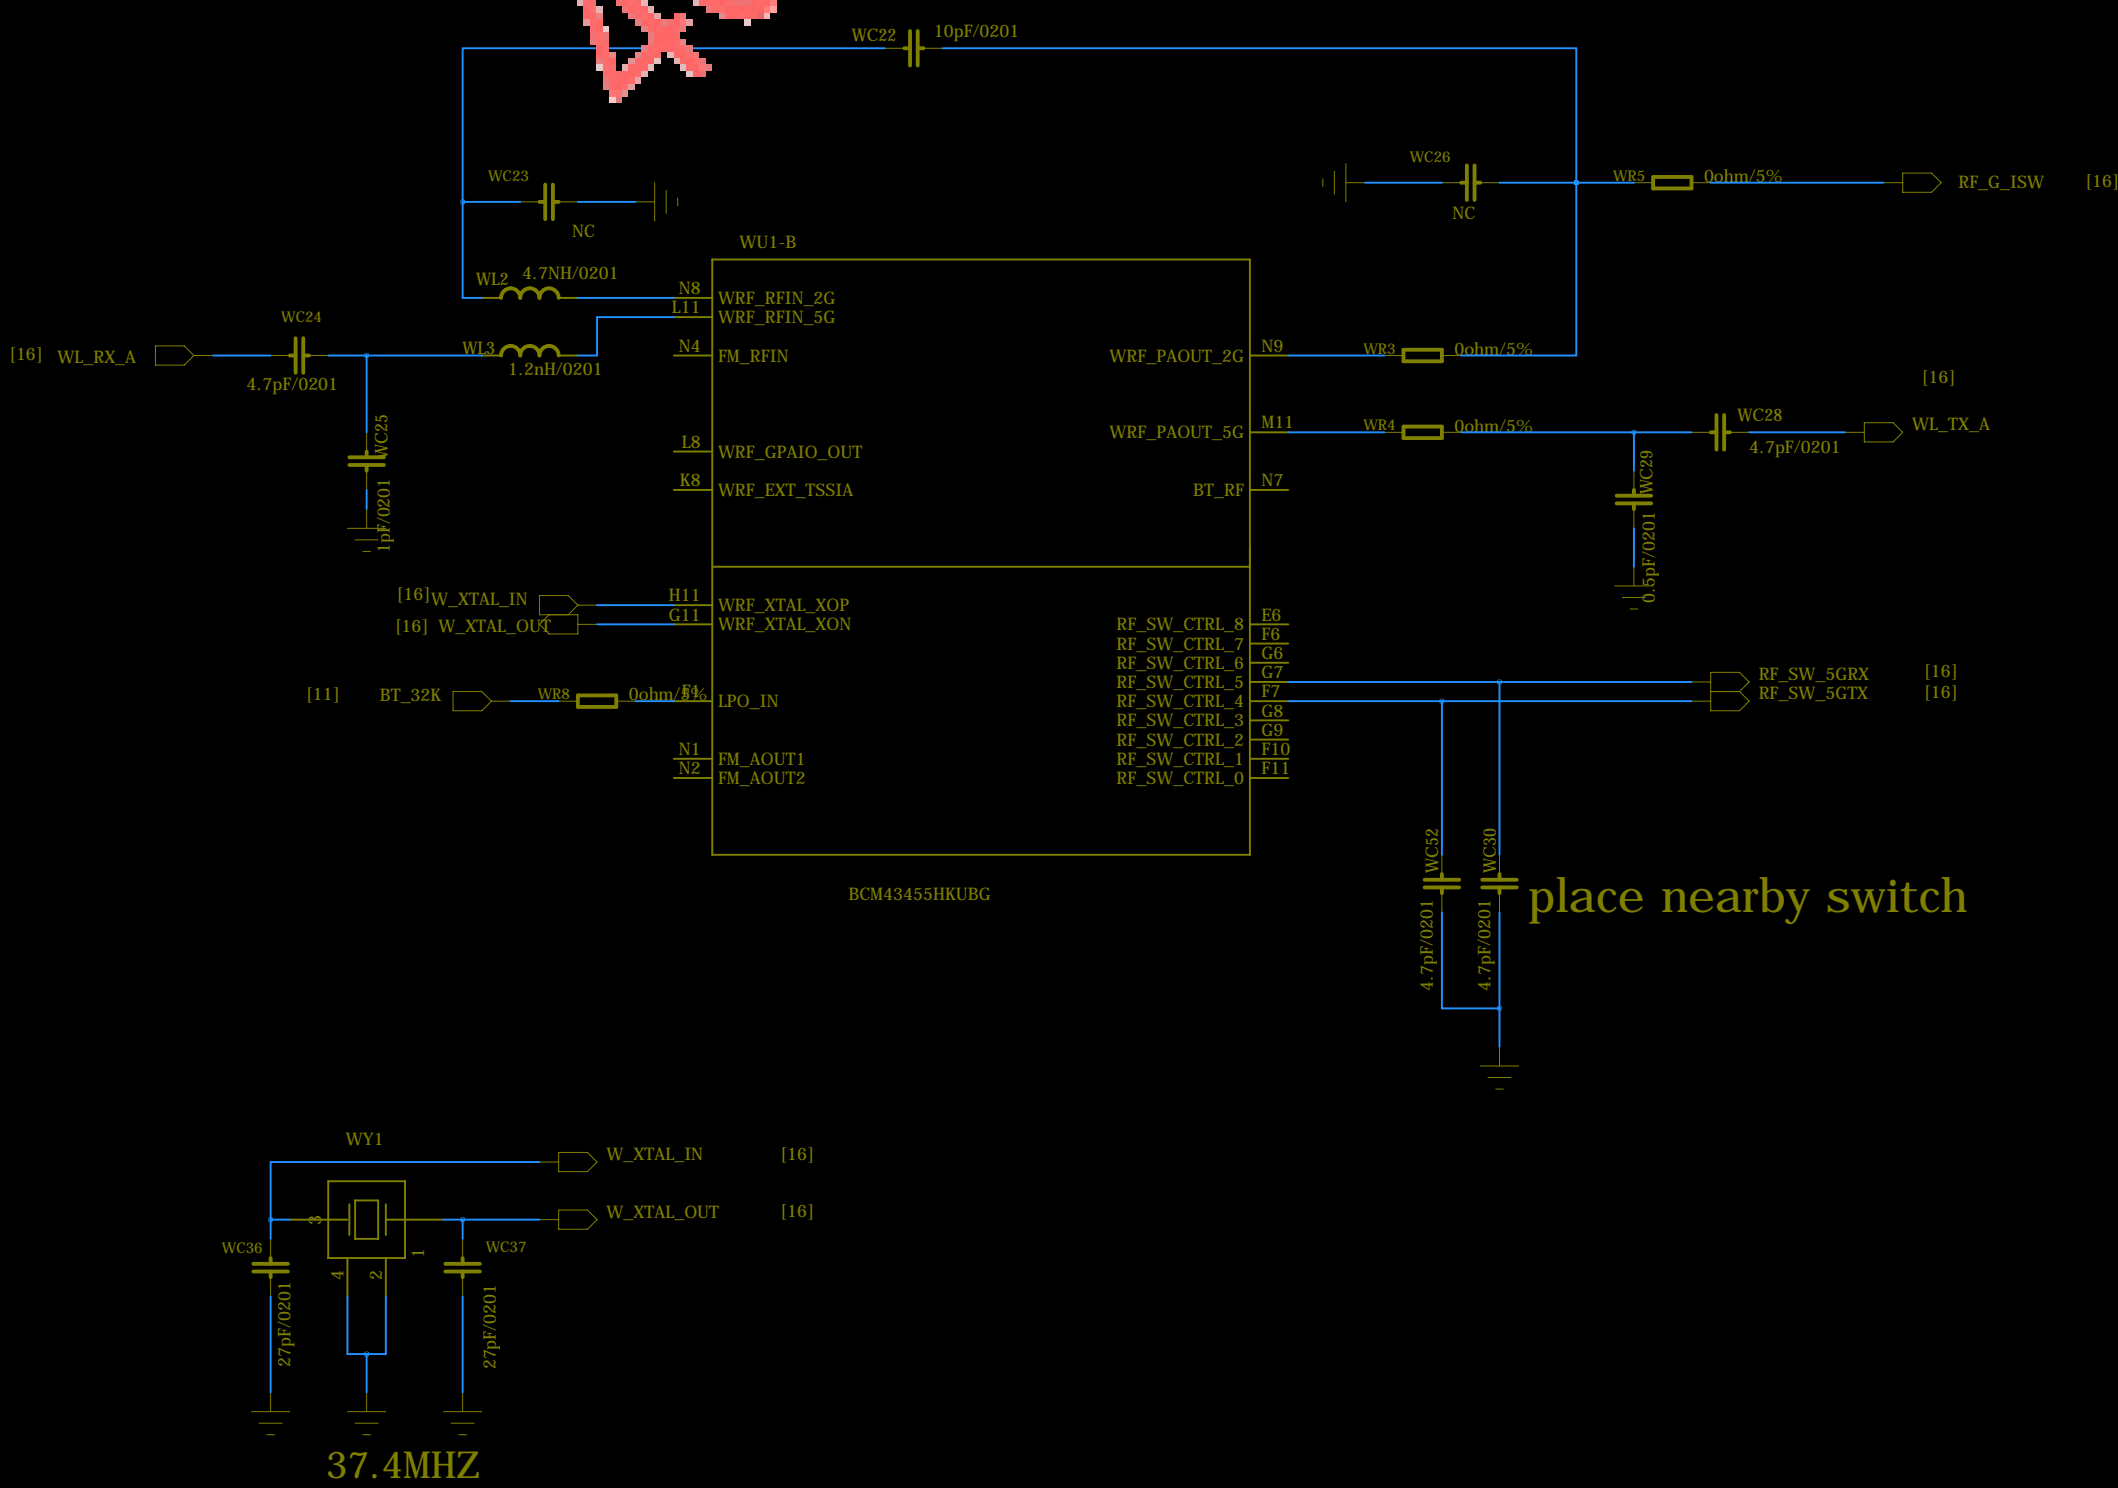 WC22 10pF/0201
WC23
NC
WC26
NC
WR5 0ohm/5% RF_G_ISW [16]
WU1-B
WL2 4.7NH/0201
N8 WRF_RFIN_2G
L11 WRF_RFIN_5G
WC24
[16] WL_RX_A
4.7pF/0201
WL3
1.2nH/0201
N4 FM_RFIN
WRF_PAOUT_2G N9 WR3 0ohm/5%
[16]
WC25
1pF/0201
WRF_PAOUT_5G M11 WR4 0ohm/5%
WC28 WL_TX_A
4.7pF/0201
L8 WRF_GPAIO_OUT
K8 WRF_EXT_TSSIA
BT_RF N7
WC29
0.5pF/0201
[16] W_XTAL_IN H11 WRF_XTAL_XOP
[16] W_XTAL_OUT G11 WRF_XTAL_XON
RF_SW_CTRL_8 E6
RF_SW_CTRL_7 F6
RF_SW_CTRL_6 G6
RF_SW_CTRL_5 G7 RF_SW_5GRX [16]
RF_SW_CTRL_4 F7 RF_SW_5GTX [16]
RF_SW_CTRL_3 G8
RF_SW_CTRL_2 G9
RF_SW_CTRL_1 F10
RF_SW_CTRL_0 F11
[11] BT_32K WR8 0ohm/5% LPO_IN
N1 FM_AOUT1
N2 FM_AOUT2
BCM43455HKUBG
WC52
4.7pF/0201
WC30
4.7pF/0201
place nearby switch
WY1
W_XTAL_IN [16]
W_XTAL_OUT [16]
3
1
4
2
WC36
27pF/0201
WC37
27pF/0201
37.4MHZ